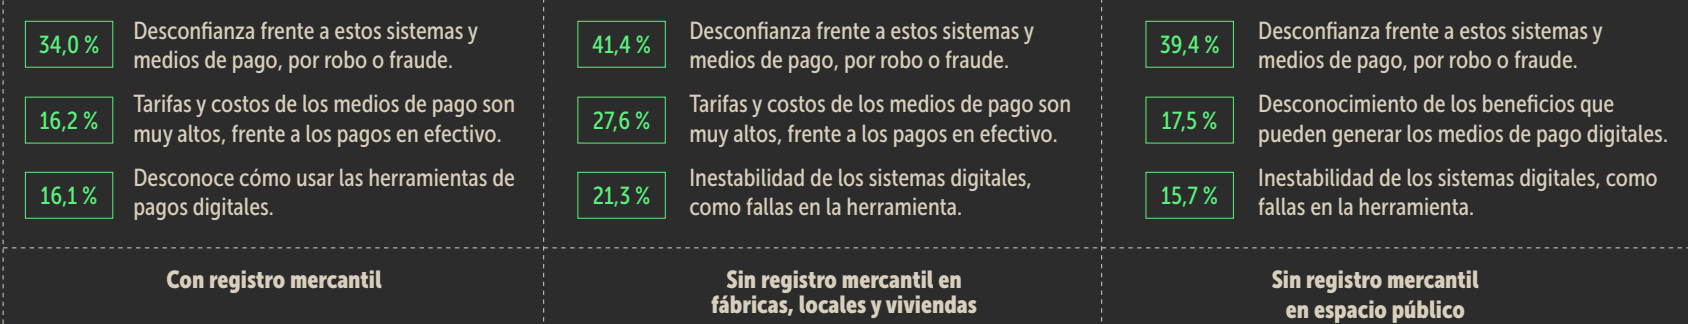 34,0 %
Desconfianza frente a estos sistemas y
medios de pago, por robo o fraude.
16,2 %
Tarifas y costos de los medios de pago son
muy altos, frente a los pagos en efectivo.
16,1 %
Desconoce cómo usar las herramientas de
pagos digitales.
Con registro mercantil
41,4 %
Desconfianza frente a estos sistemas y
medios de pago, por robo o fraude.
27,6 %
Tarifas y costos de los medios de pago son
muy altos, frente a los pagos en efectivo.
21,3 %
Inestabilidad de los sistemas digitales,
como fallas en la herramienta.
Sin registro mercantil en
fábricas, locales y viviendas
39,4 %
Desconfianza frente a estos sistemas y
medios de pago, por robo o fraude.
17,5 %
Desconocimiento de los beneficios que
pueden generar los medios de pago digitales.
15,7 %
Inestabilidad de los sistemas digitales, como
fallas en la herramienta.
Sin registro mercantil
en espacio público